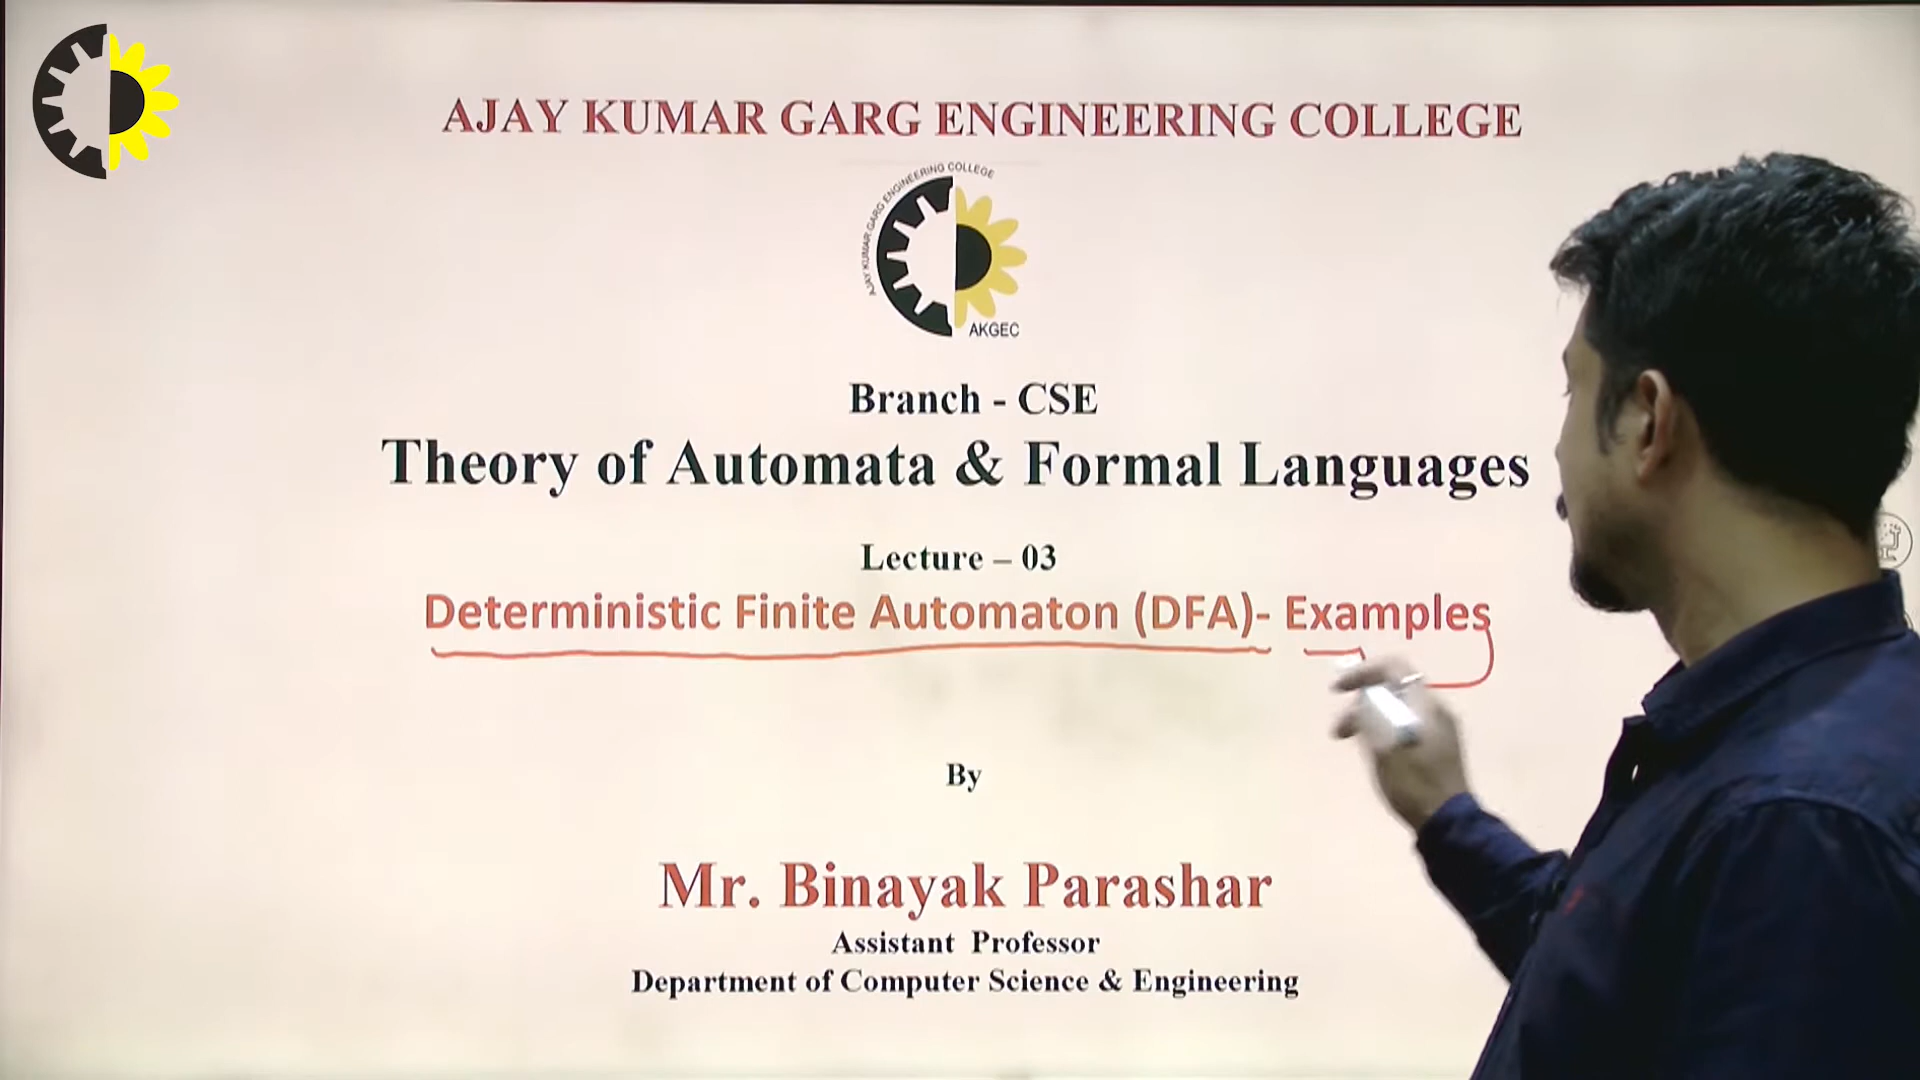 AJAY KUMAR GARG ENGINEERING COLLEGE
AJAY KUMAR GARG ENGINEERING COLLEGE
AKGEC
Branch - CSE
Theory of Automata & Formal Languages
Lecture – 03
Deterministic Finite Automaton (DFA)- Examples
By
Mr. Binayak Parashar
Assistant Professor
Department of Computer Science & Engineering